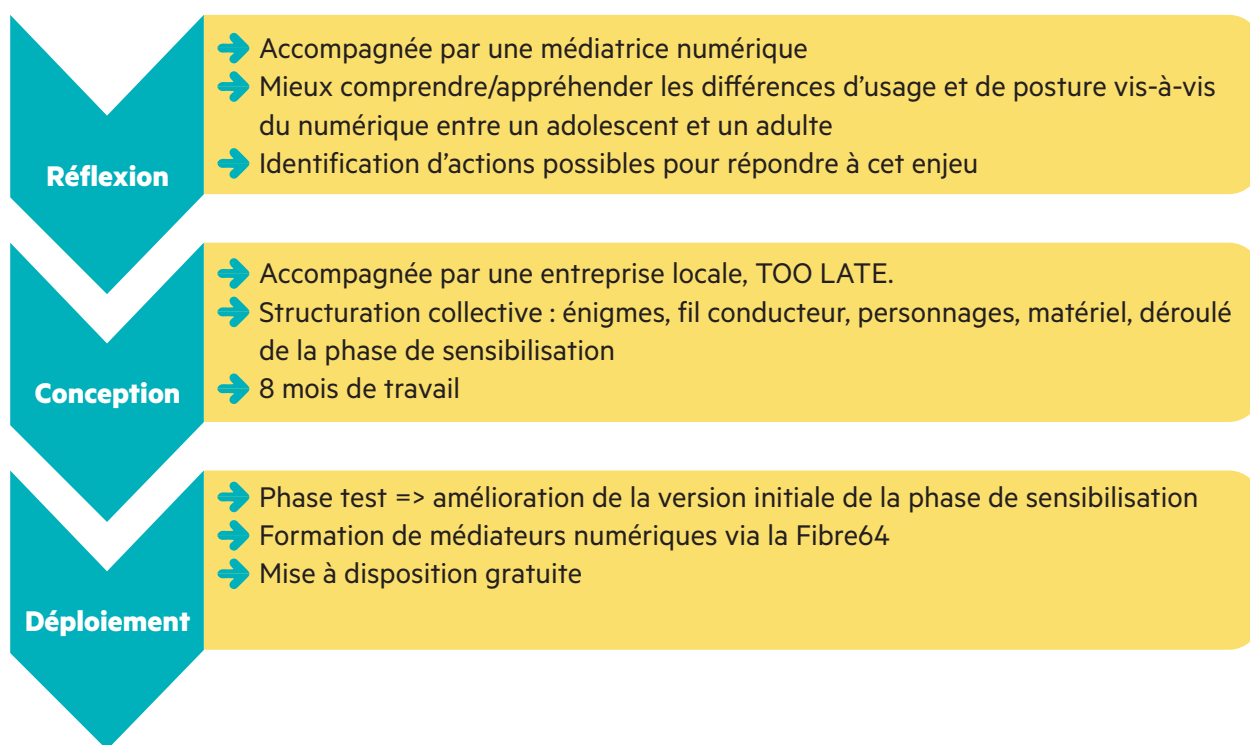 Réflexion
➔ Accompagnée par une médiatrice numérique
➔ Mieux comprendre/appréhender les différences d'usage et de posture vis-à-vis
du numérique entre un adolescent et un adulte
➔ Identification d'actions possibles pour répondre à cet enjeu
Conception
➔ Accompagnée par une entreprise locale, TOO LATE.
➔ Structuration collective : énigmes, fil conducteur, personnages, matériel, déroulé
de la phase de sensibilisation
➔ 8 mois de travail
Déploiement
➔ Phase test => amélioration de la version initiale de la phase de sensibilisation
➔ Formation de médiateurs numériques via la Fibre64
➔ Mise à disposition gratuite